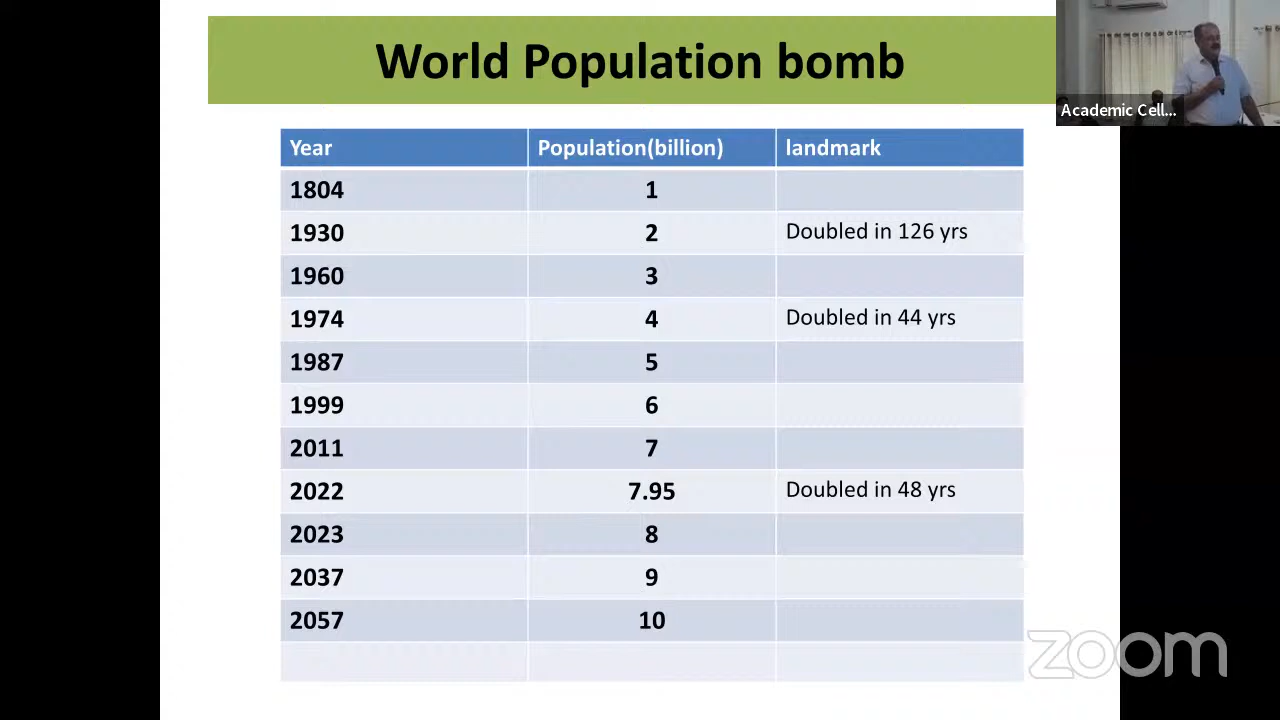 World Population bomb
Academic Cell...
Year Population(billion) landmark
1804 1
1930 2 Doubled in 126 yrs
1960 3
1974 4 Doubled in 44 yrs
1987 5
1999 6
2011 7
2022 7.95 Doubled in 48 yrs
2023 8
2037 9
2057 10
zoom